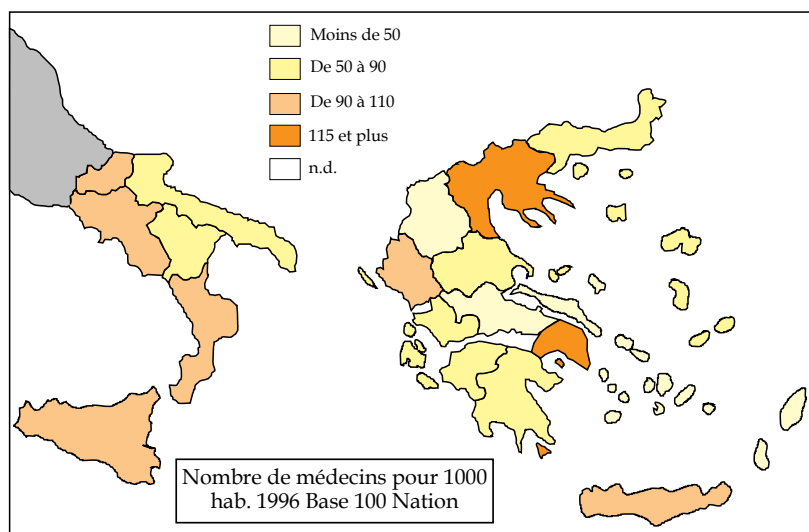 Moins de 50
De 50 à 90
De 90 à 110
115 et plus
n.d.
Nombre de médecins pour 1000
hab. 1996 Base 100 Nation